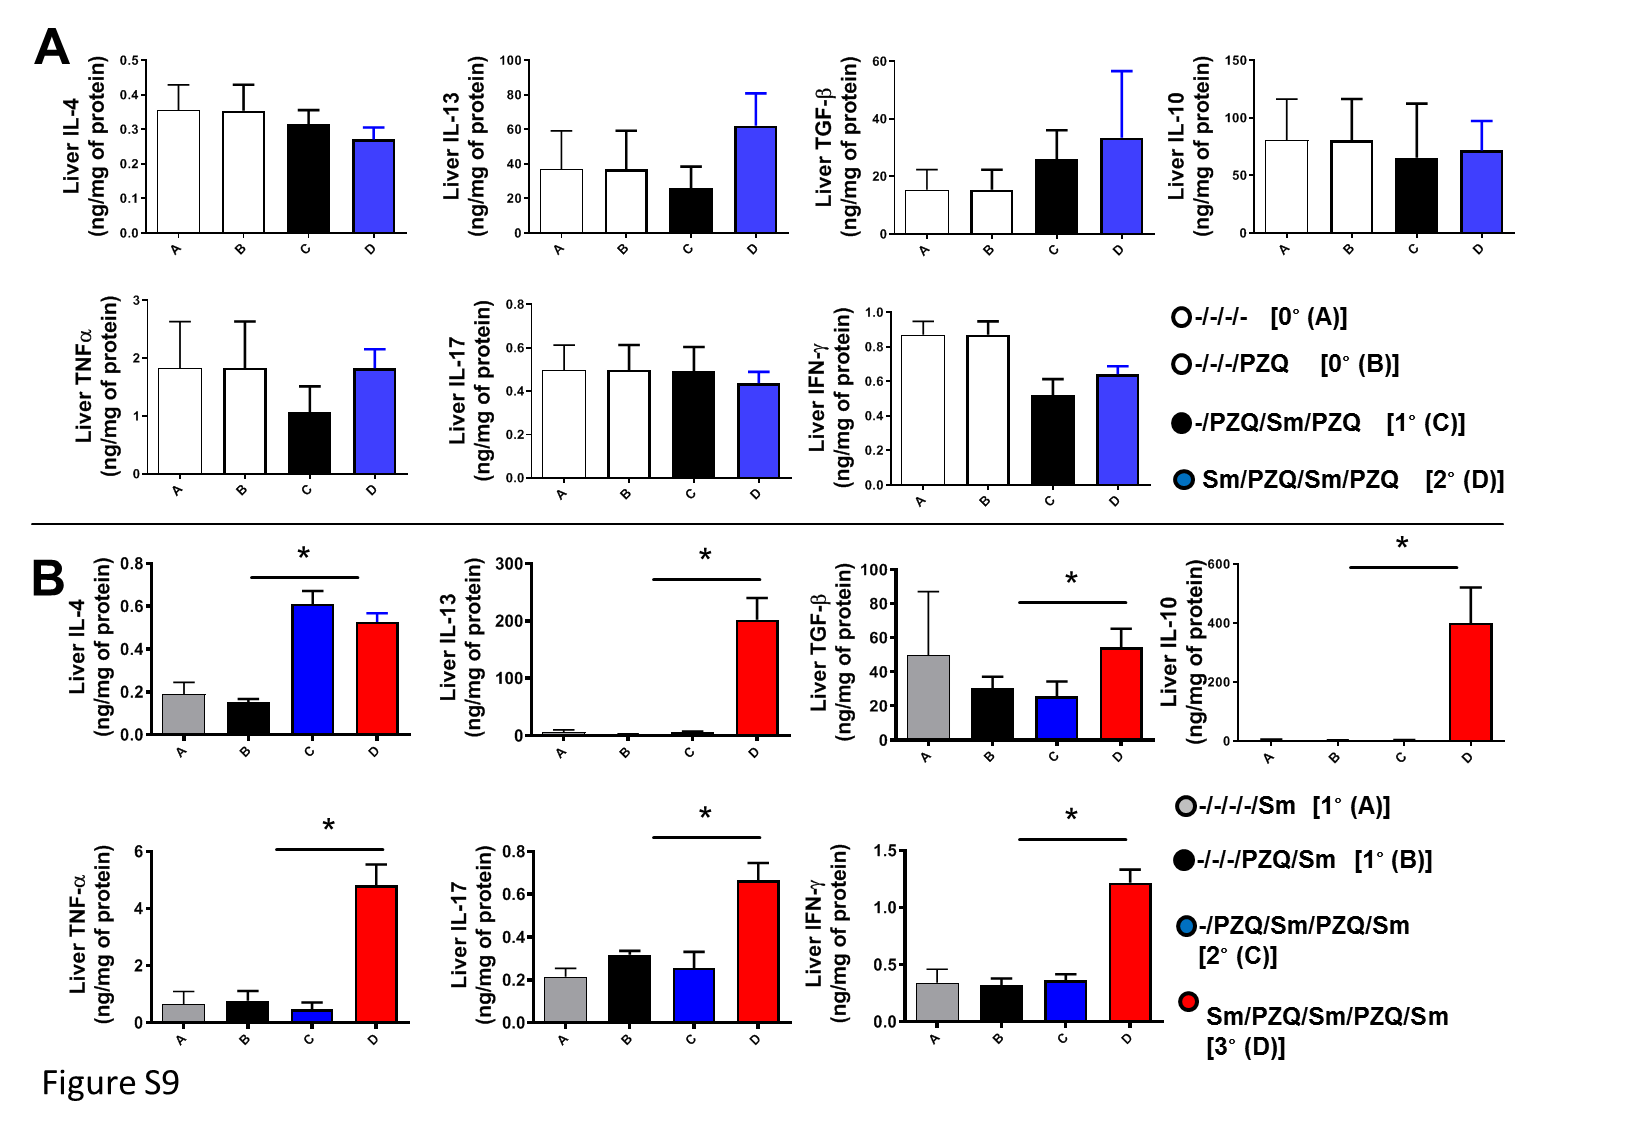 A
Liver IL-4
(ng/mg of protein)
0.5
0.4
0.3
0.2
0.1
0.0
A B C D
Liver IL-13
(ng/mg of protein)
100
80
60
40
20
0
A B C D
Liver TGF-β
(ng/mg of protein)
60
40
20
0
A B C D
Liver IL-10
(ng/mg of protein)
150
100
50
0
A B C D
Liver TNFα
(ng/mg of protein)
3
2
1
0
A B C D
Liver IL-17
(ng/mg of protein)
0.8
0.6
0.4
0.2
0.0
A B C D
Liver IFN-γ
(ng/mg of protein)
1.0
0.8
0.6
0.4
0.2
0.0
A B C D
-/-/-/- [0° (A)]
-/-/-/PZQ [0° (B)]
-/PZQ/Sm/PZQ [1° (C)]
Sm/PZQ/Sm/PZQ [2° (D)]
B
Liver IL-4
(ng/mg of protein)
0.8
0.6
0.4
0.2
0.0
*
A B C D
Liver IL-13
(ng/mg of protein)
300
200
100
0
*
A B C D
Liver TGF-β
(ng/mg of protein)
100
80
60
40
20
0
*
A B C D
Liver IL-10
(ng/mg of protein)
600
400
200
0
*
A B C D
Liver TNF-α
(ng/mg of protein)
6
4
2
0
*
A B C D
Liver IL-17
(ng/mg of protein)
0.8
0.6
0.4
0.2
0.0
*
A B C D
Liver IFN-γ
(ng/mg of protein)
1.5
1.0
0.5
0.0
*
A B C D
-/-/-/-/Sm [1° (A)]
-/-/-/PZQ/Sm [1° (B)]
-/PZQ/Sm/PZQ/Sm
[2° (C)]
Sm/PZQ/Sm/PZQ/Sm
[3° (D)]
Figure S9